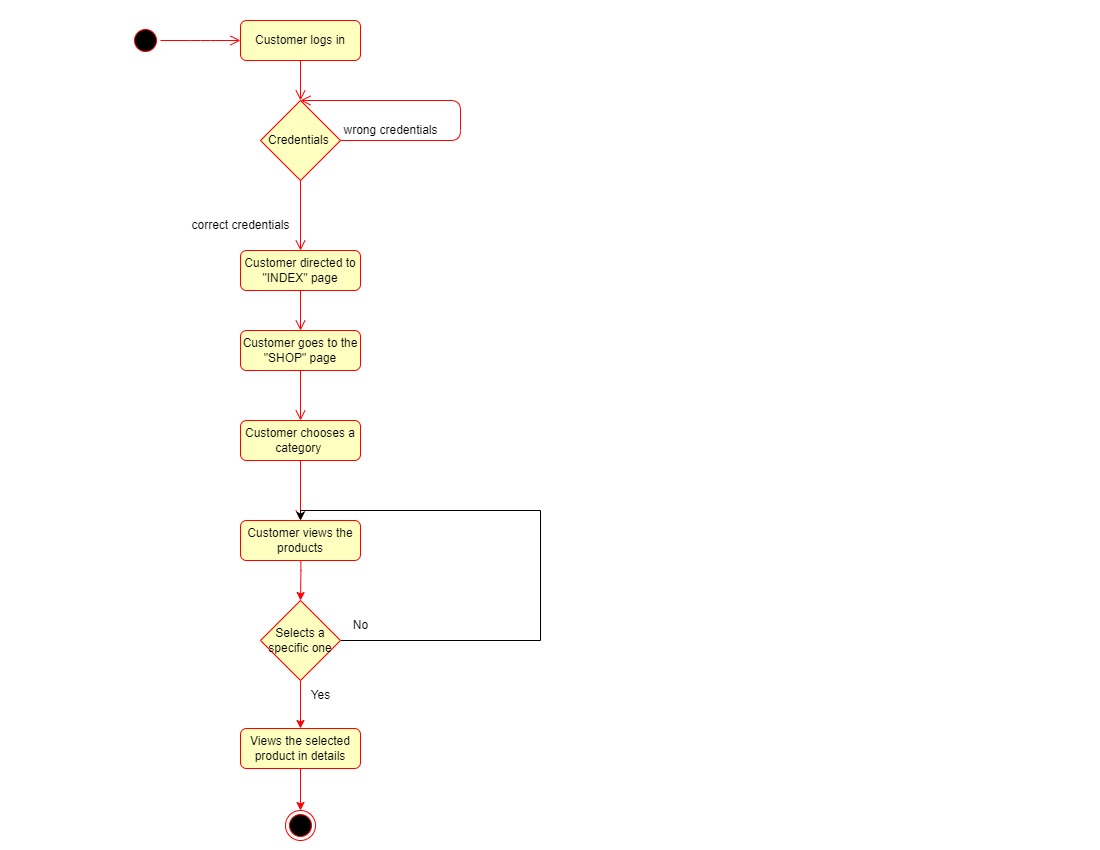 Customer logs in
wrong credentials
Credentials
correct credentials
Customer directed to
"INDEX" page
Customer goes to the
"SHOP" page
Customer chooses a
category
Customer views the
products
No
Selects a
specific one
Yes
Views the selected
product in details